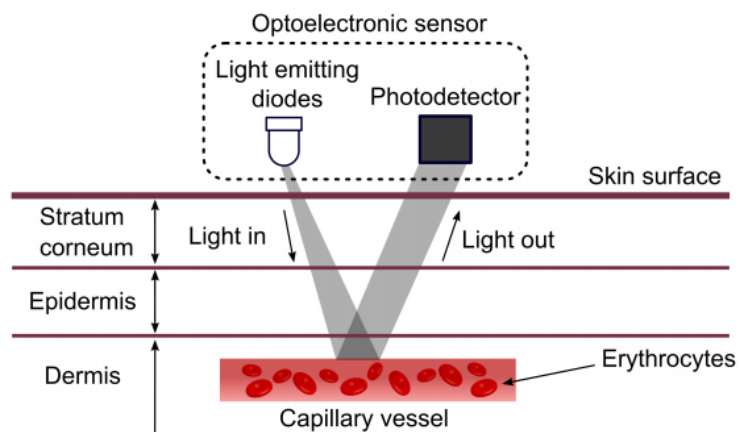 Optoelectronic sensor
Light emitting
diodes
Photodetector
Skin surface
Stratum
corneum
Light in
Light out
Epidermis
Dermis
Erythrocytes
Capillary vessel